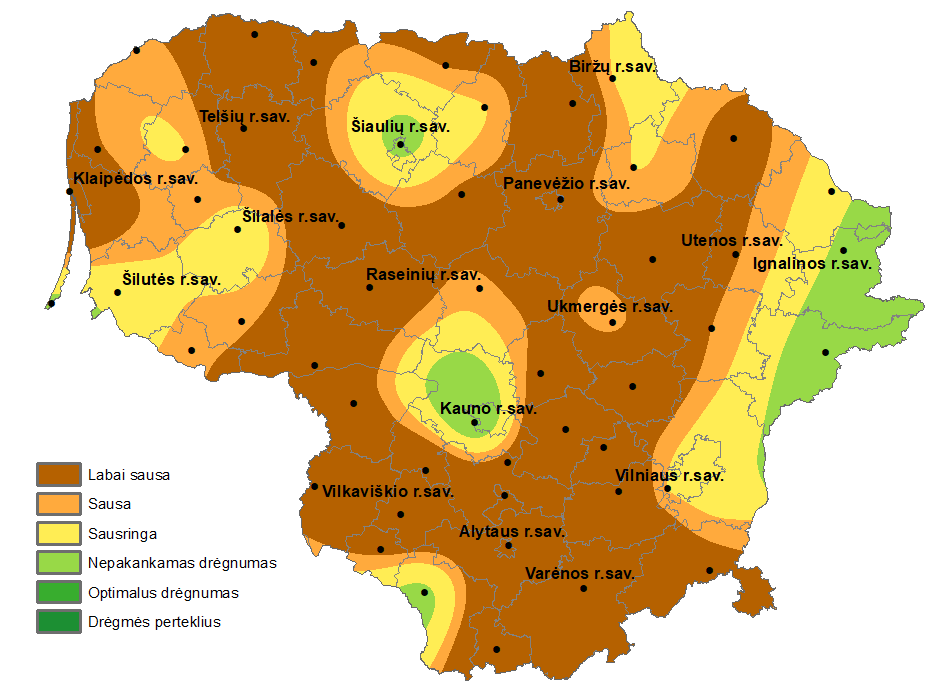 Biržų r.sav.
Telšių r.sav.
Šiaulių r.sav.
Klaipėdos r.sav.
Panevėžio r.sav.
Šilalės r.sav.
Utenos r.sav.
Ignalinos r.sav.
Šilutės r.sav.
Raseinių r.sav.
Ukmergės r.sav.
Kauno r.sav.
Vilniaus r.sav.
Vilkaviškio r.sav.
Alytaus r.sav.
Varėnos r.sav.
Labai sausa
Sausa
Sausringa
Nepakankamas drėgnumas
Optimalus drėgnumas
Drėgmės perteklius